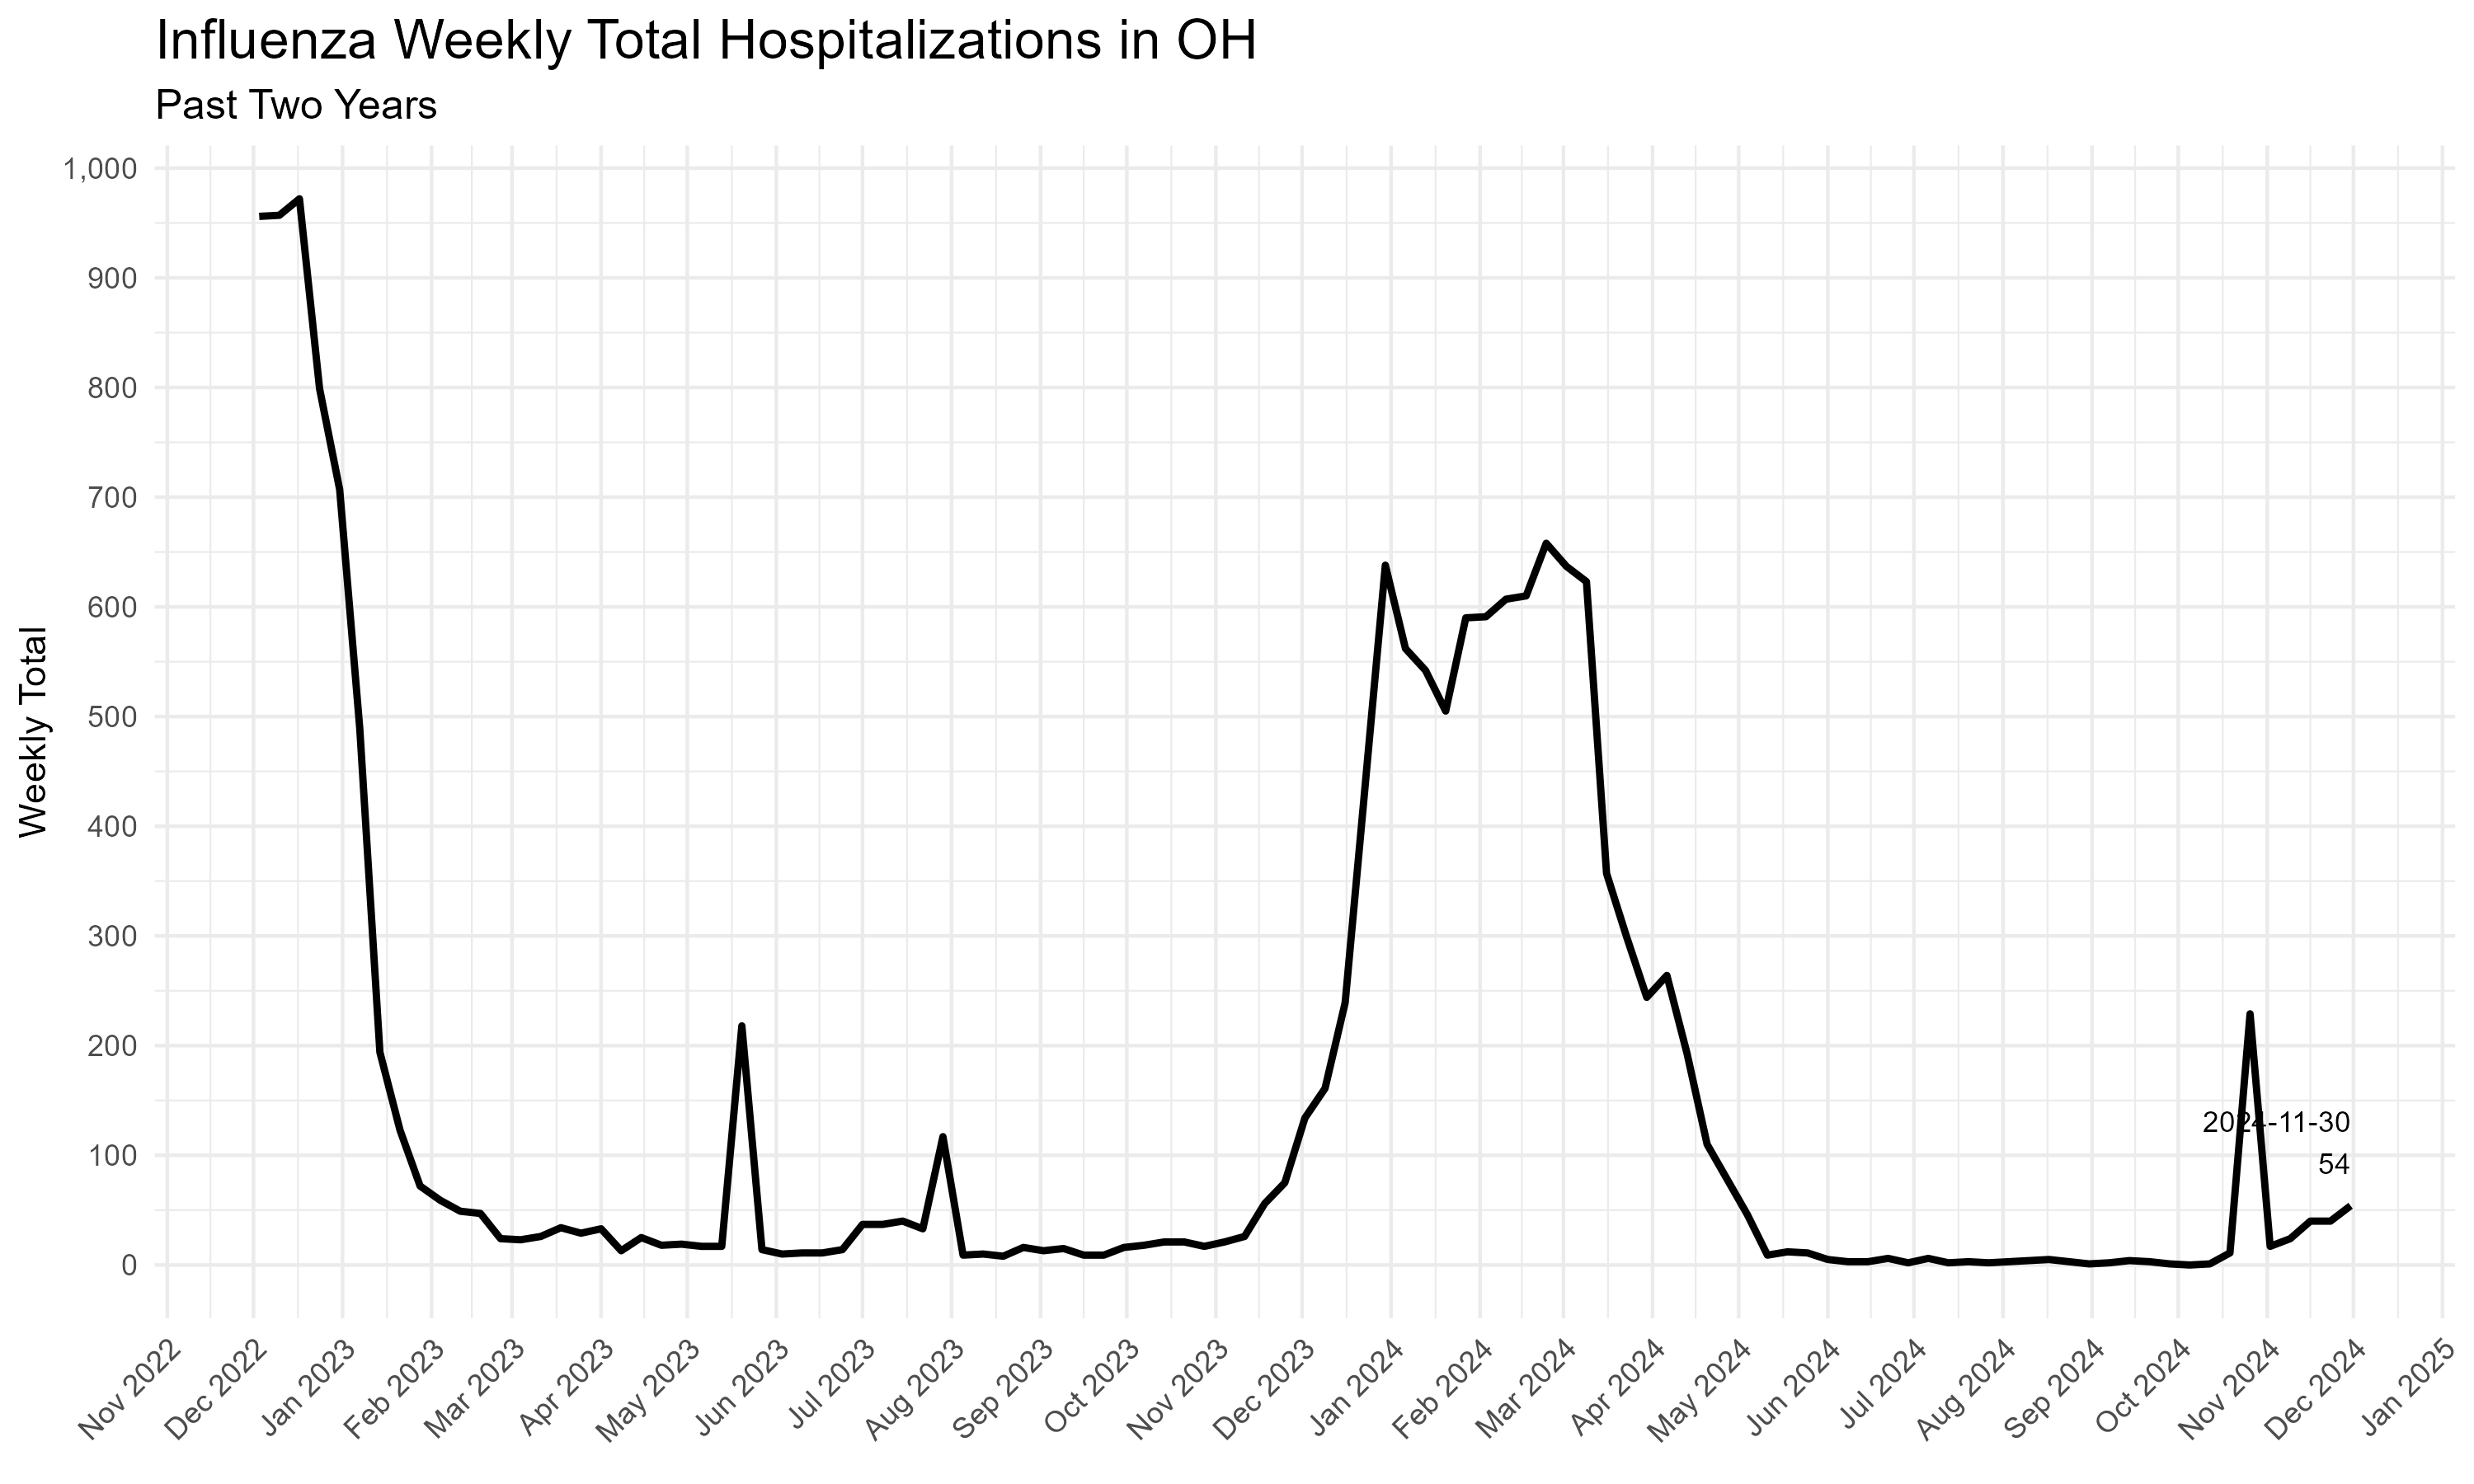 Influenza Weekly Total Hospitalizations in OH
Past Two Years
Weekly Total
1,000
900
800
700
600
500
400
300
200
100
0
2024-11-30
54
Nov 2022
Dec 2022
Jan 2023
Feb 2023
Mar 2023
Apr 2023
May 2023
Jun 2023
Jul 2023
Aug 2023
Sep 2023
Oct 2023
Nov 2023
Dec 2023
Jan 2024
Feb 2024
Mar 2024
Apr 2024
May 2024
Jun 2024
Jul 2024
Aug 2024
Sep 2024
Oct 2024
Nov 2024
Dec 2024
Jan 2025